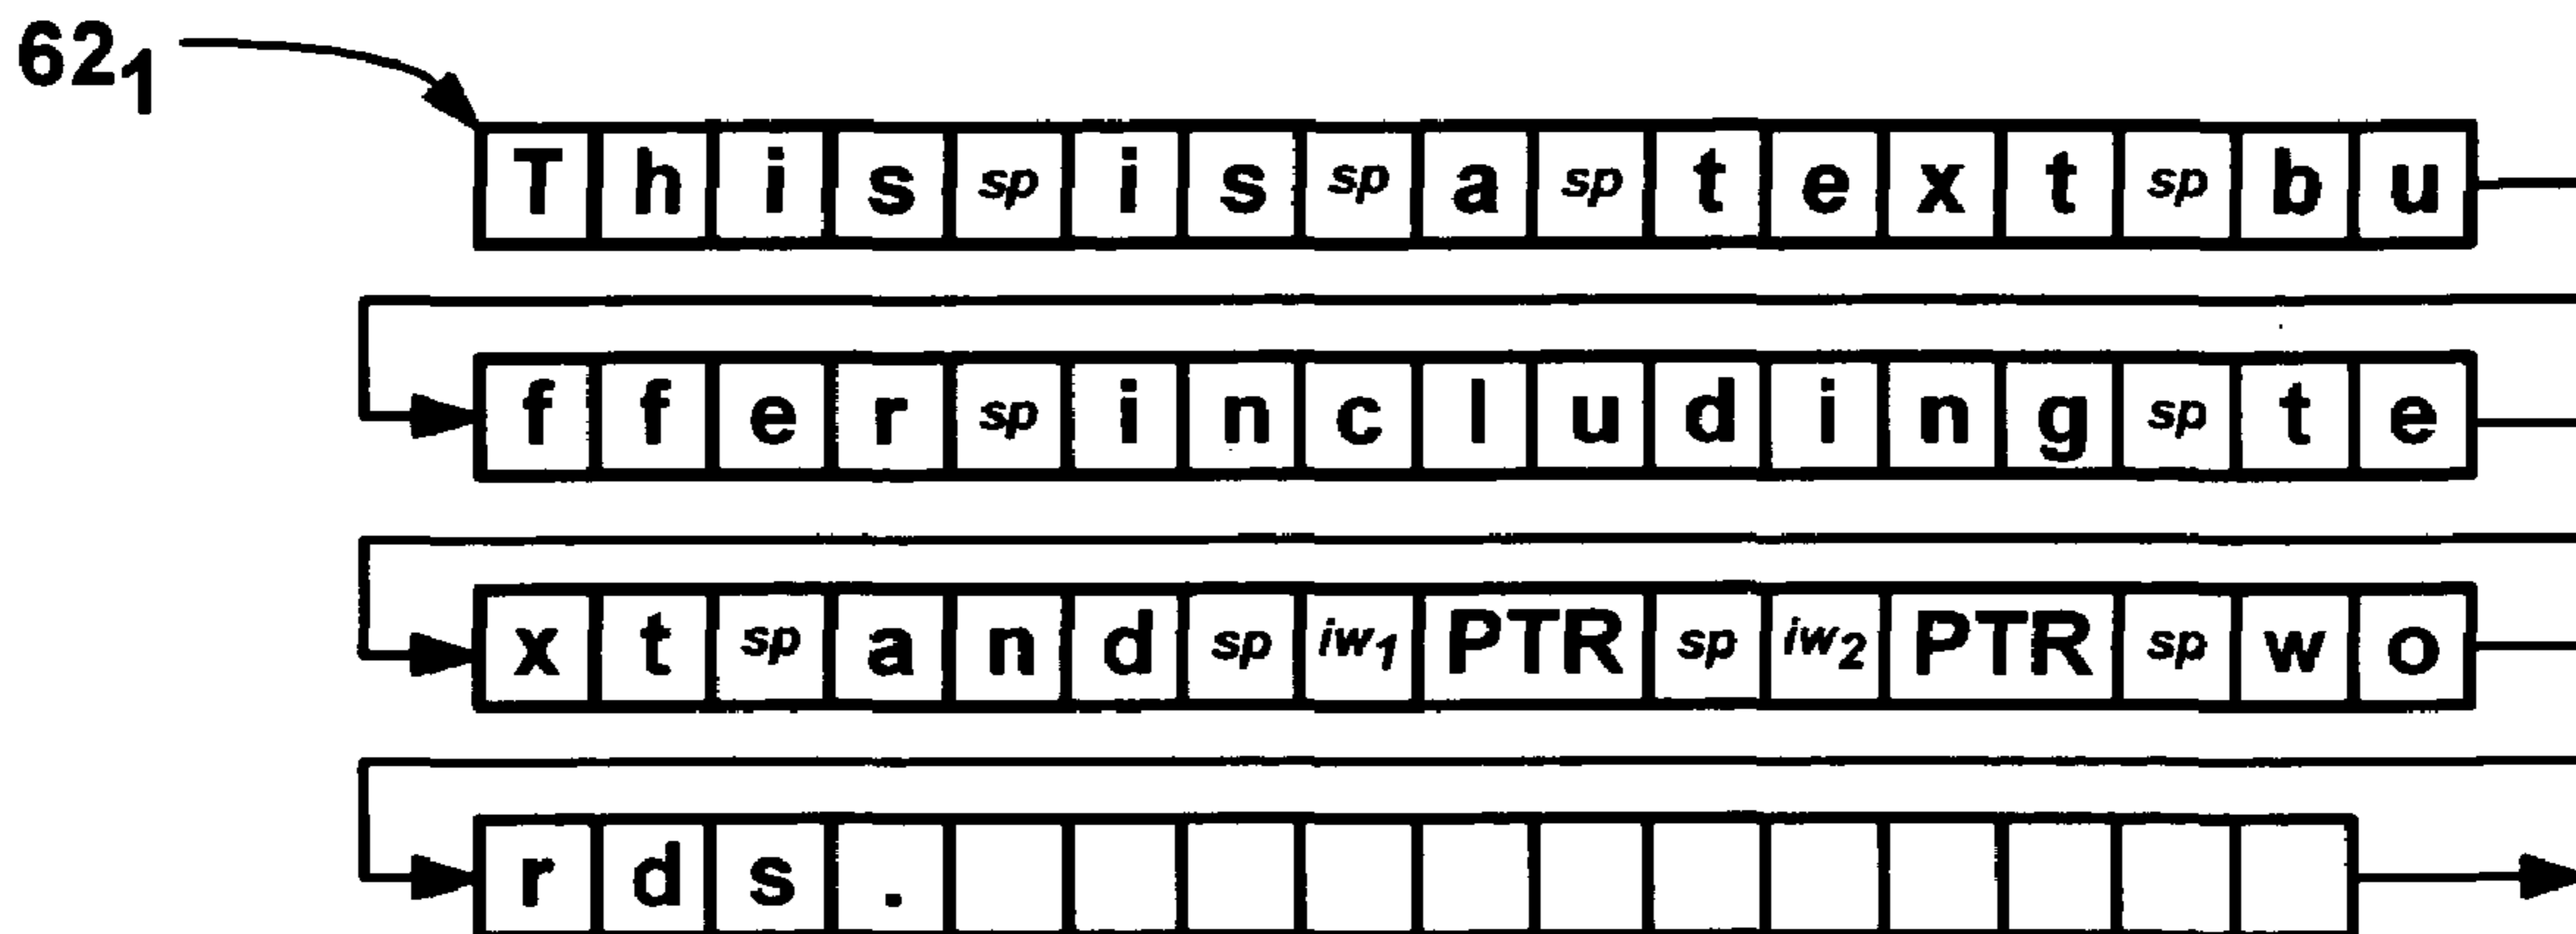 62₁
T h i s sp i s sp a sp t e x t sp b u
f f e r sp i n c l u d i n g sp t e
x t sp a n d sp iw₁ PTR sp iw₂ PTR sp w o
r d s .